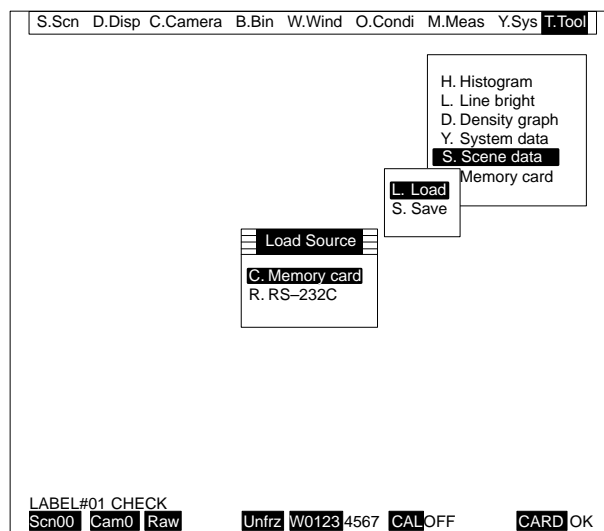 S.Scn D.Disp C.Camera B.Bin W.Wind O.Condi M.Meas Y.Sys T.Tool
H. Histogram
L. Line bright
D. Density graph
Y. System data
S. Scene data
Memory card
L. Load
S. Save
Load Source
C. Memory card
R. RS–232C
LABEL#01 CHECK
Scn00 Cam0 Raw Unfrz W0123 4567 CAL OFF CARD OK